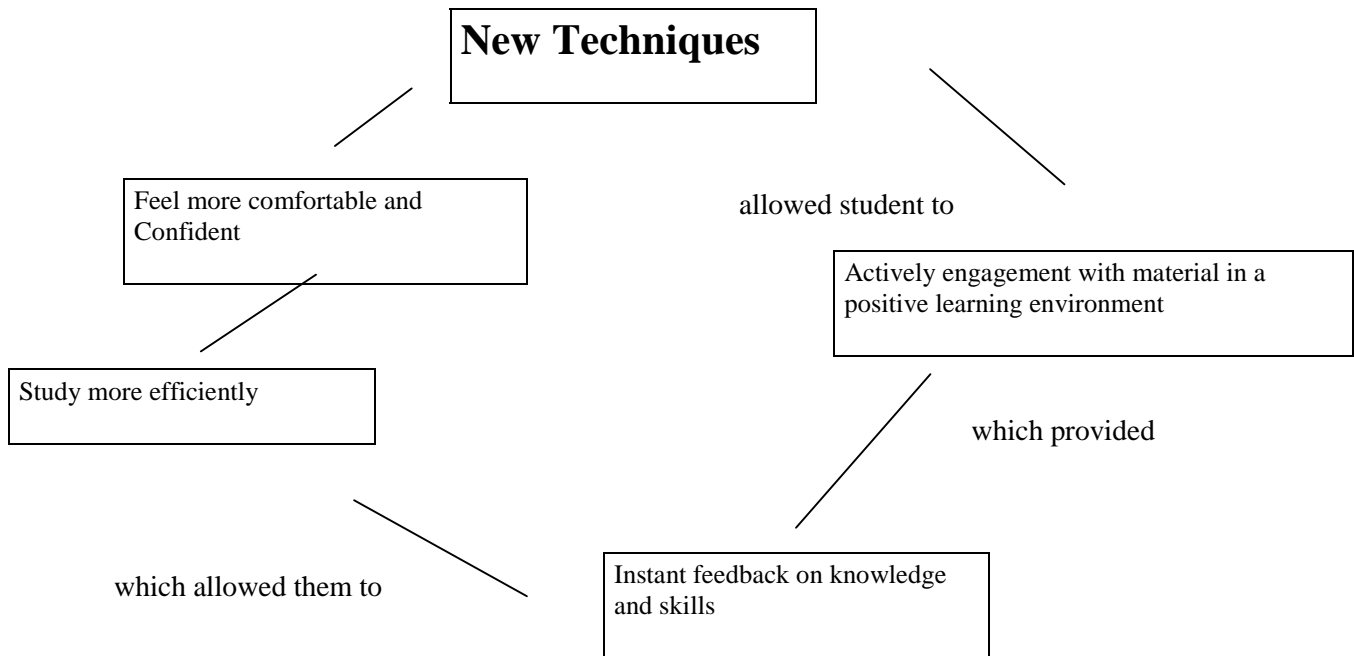 New Techniques
Feel more comfortable and
Confident
allowed student to
Actively engagement with material in a
positive learning environment
Study more efficiently
which provided
which allowed them to
Instant feedback on knowledge
and skills